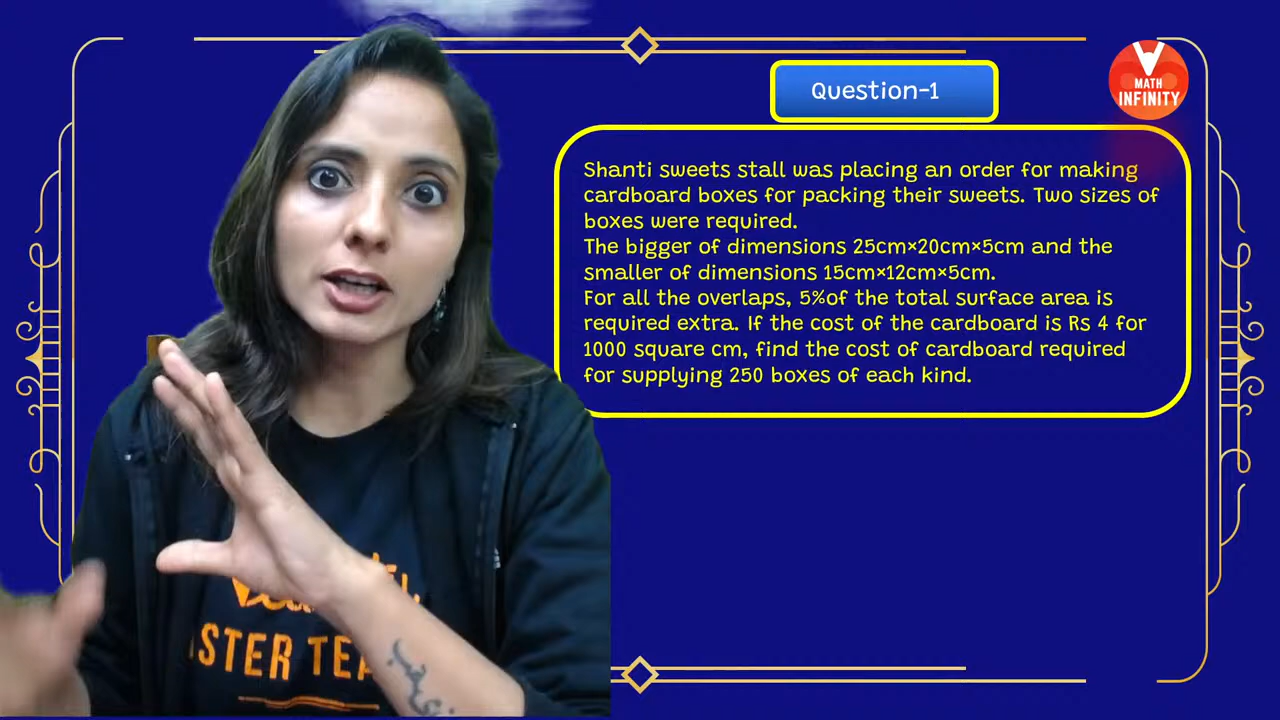 Question-1
MATH
INFINITY
Shanti sweets stall was placing an order for making
cardboard boxes for packing their sweets. Two sizes of
boxes were required.
The bigger of dimensions 25cm×20cm×5cm and the
smaller of dimensions 15cm×12cm×5cm.
For all the overlaps, 5%of the total surface area is
required extra. If the cost of the cardboard is Rs 4 for
1000 square cm, find the cost of cardboard required
for supplying 250 boxes of each kind.